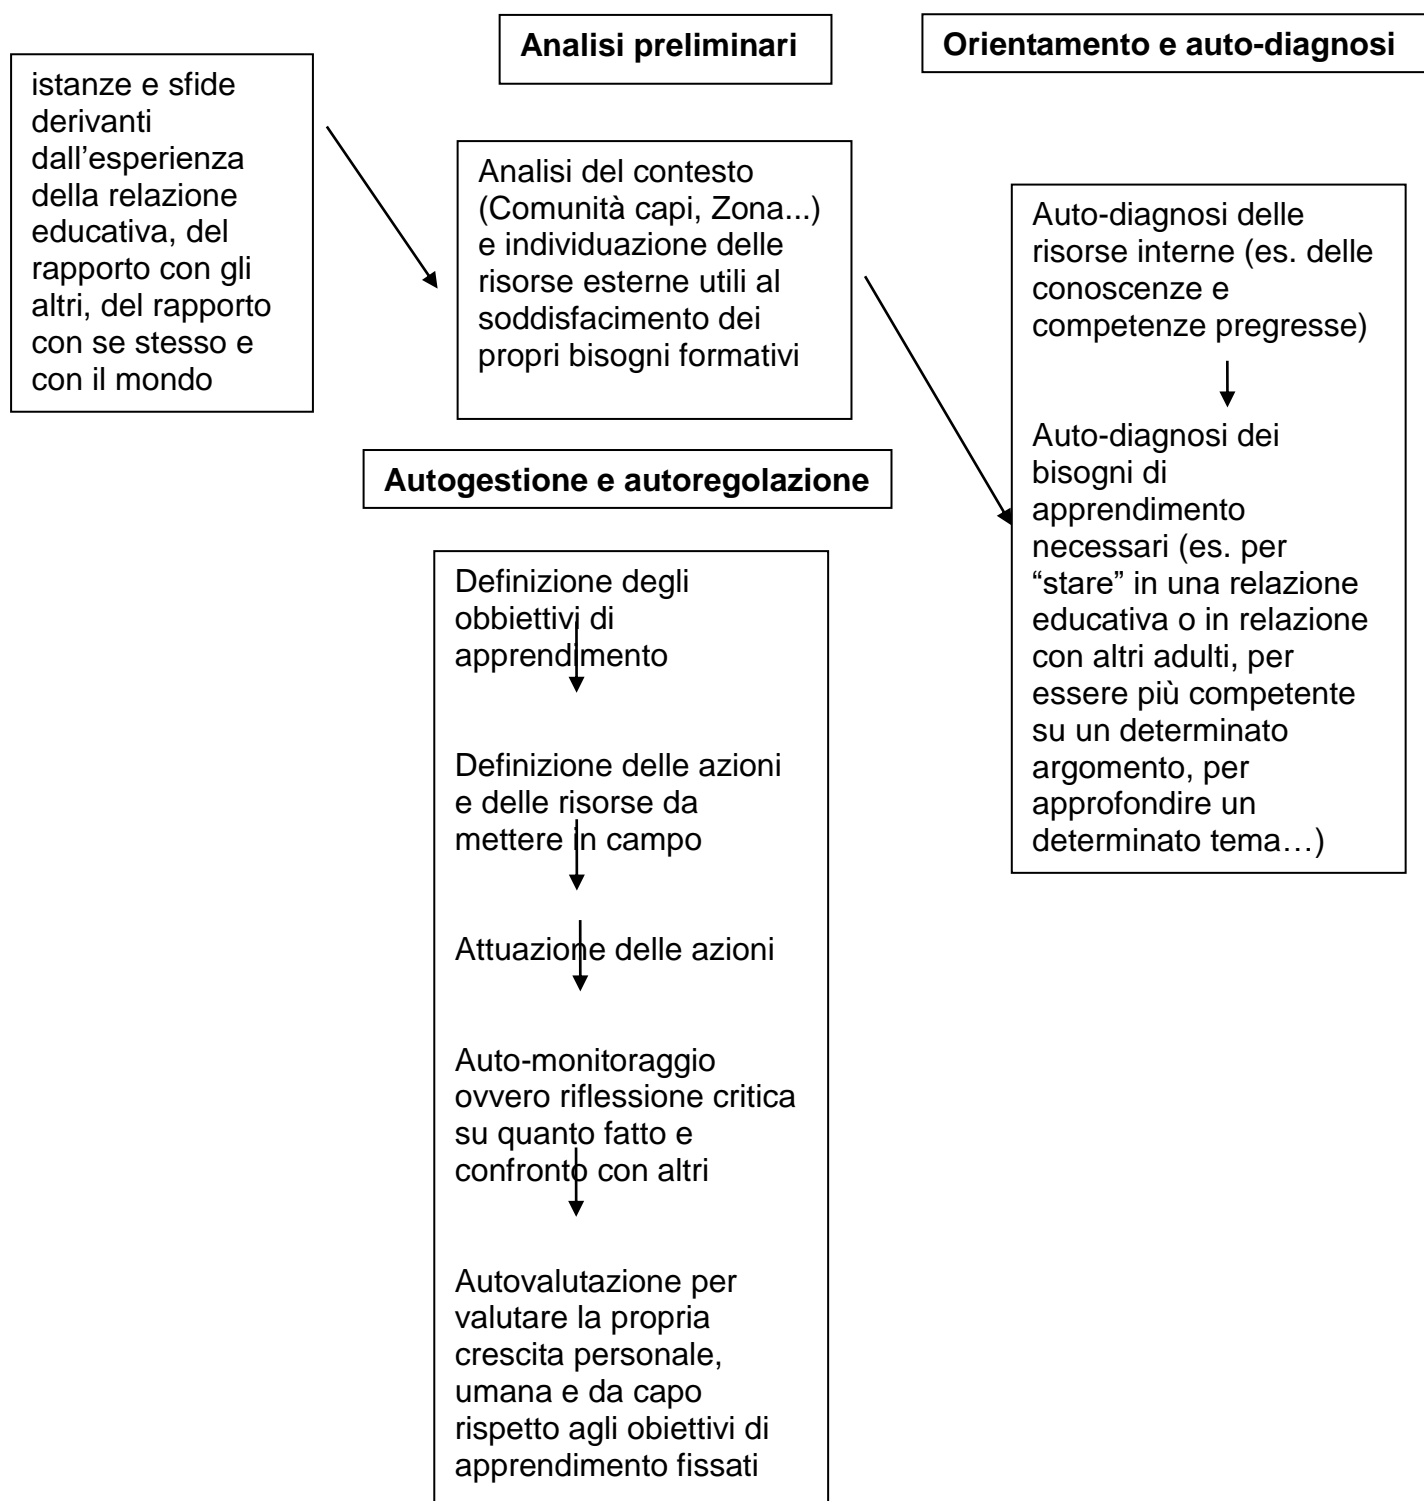 Analisi preliminari
Orientamento e auto-diagnosi
istanze e sfide
derivanti
dall'esperienza
della relazione
educativa, del
rapporto con gli
altri, del rapporto
con se stesso e
con il mondo
Analisi del contesto
(Comunità capi, Zona...)
e individuazione delle
risorse esterne utili al
soddisfacimento dei
propri bisogni formativi
Auto-diagnosi delle
risorse interne (es. delle
conoscenze e
competenze pregresse)
Auto-diagnosi dei
bisogni di
apprendimento
necessari (es. per
“stare” in una relazione
educativa o in relazione
con altri adulti, per
essere più competente
su un determinato
argomento, per
approfondire un
determinato tema…)
Autogestione e autoregolazione
Definizione degli
obbiettivi di
apprendimento
Definizione delle azioni
e delle risorse da
mettere in campo
Attuazione delle azioni
Auto-monitoraggio
ovvero riflessione critica
su quanto fatto e
confronto con altri
Autovalutazione per
valutare la propria
crescita personale,
umana e da capo
rispetto agli obiettivi di
apprendimento fissati